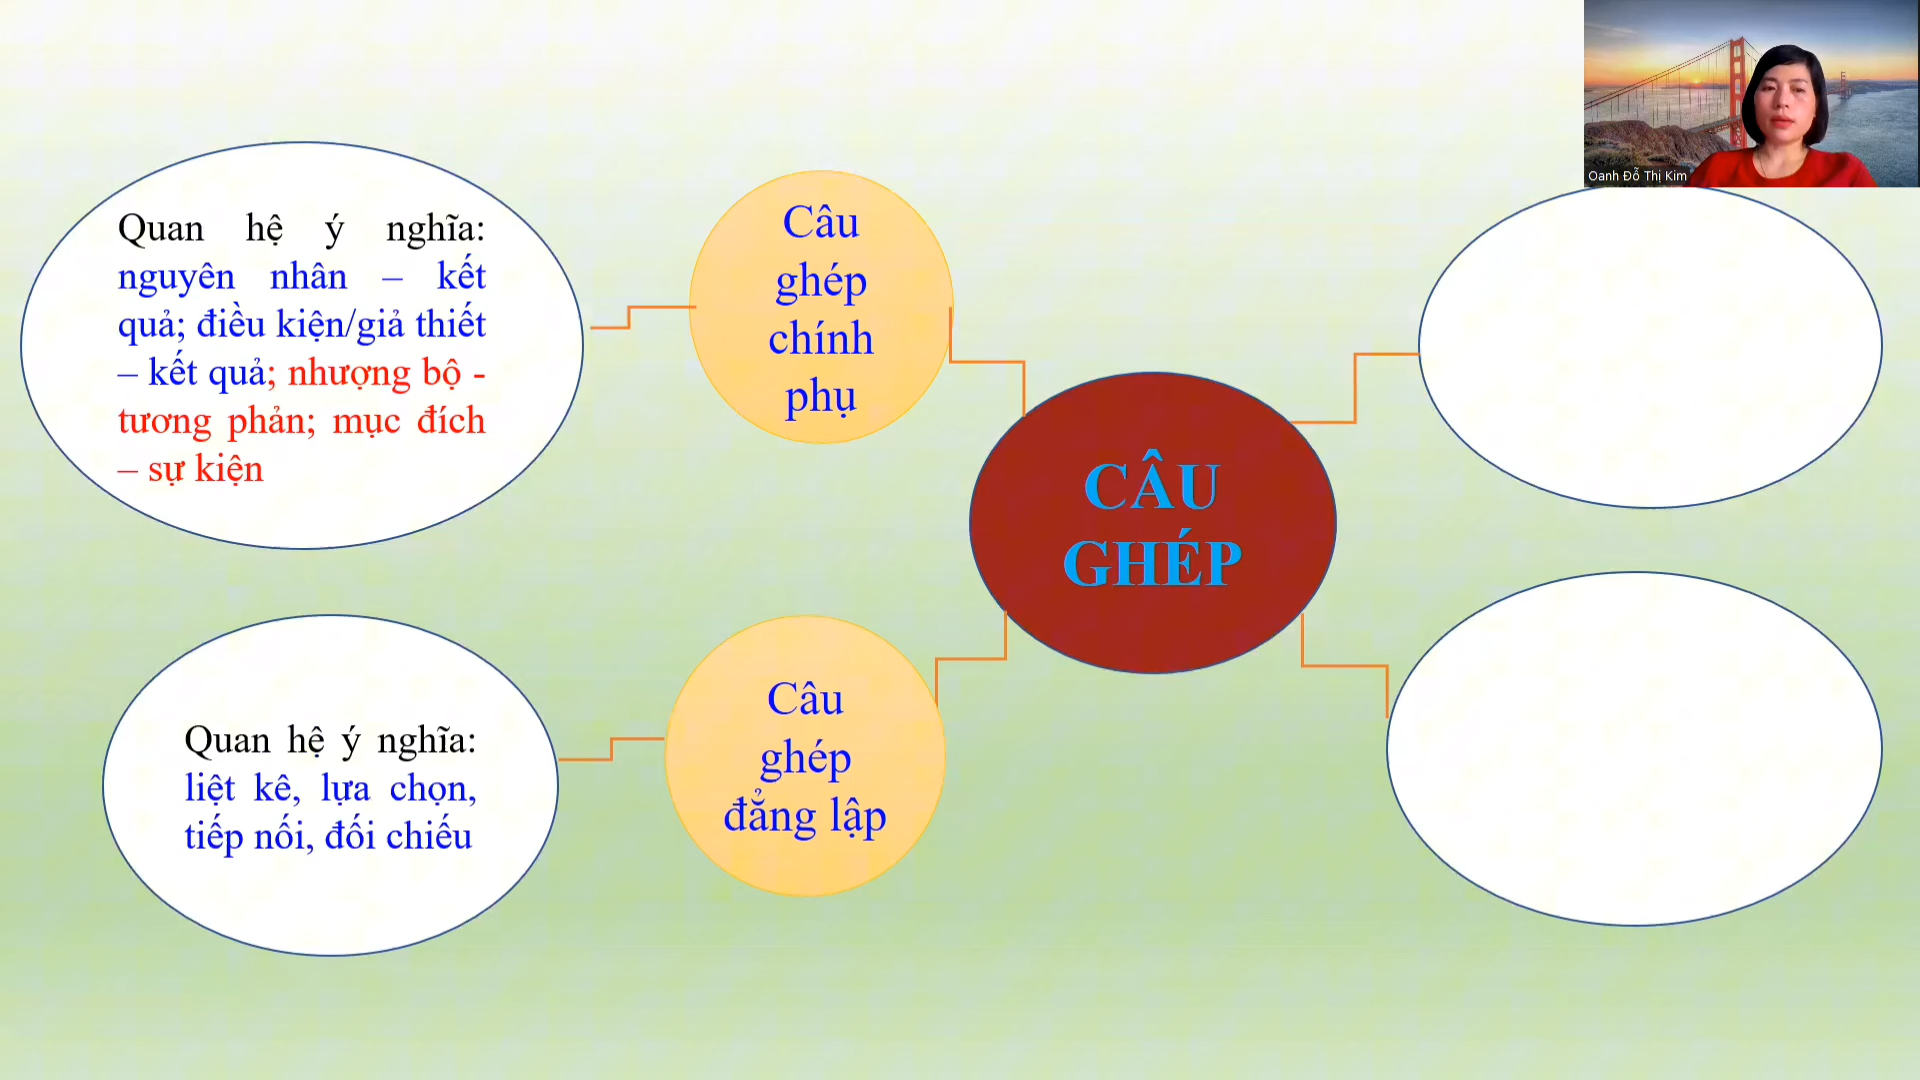 Oanh Đỗ Thị Kim
Quan hệ ý nghĩa:
nguyên nhân – kết
quả; điều kiện/giả thiết
– kết quả; nhượng bộ -
tương phản; mục đích
– sự kiện
Câu
ghép
chính
phụ
CÂU
GHÉP
Quan hệ ý nghĩa:
liệt kê, lựa chọn,
tiếp nối, đối chiếu
Câu
ghép
đẳng lập